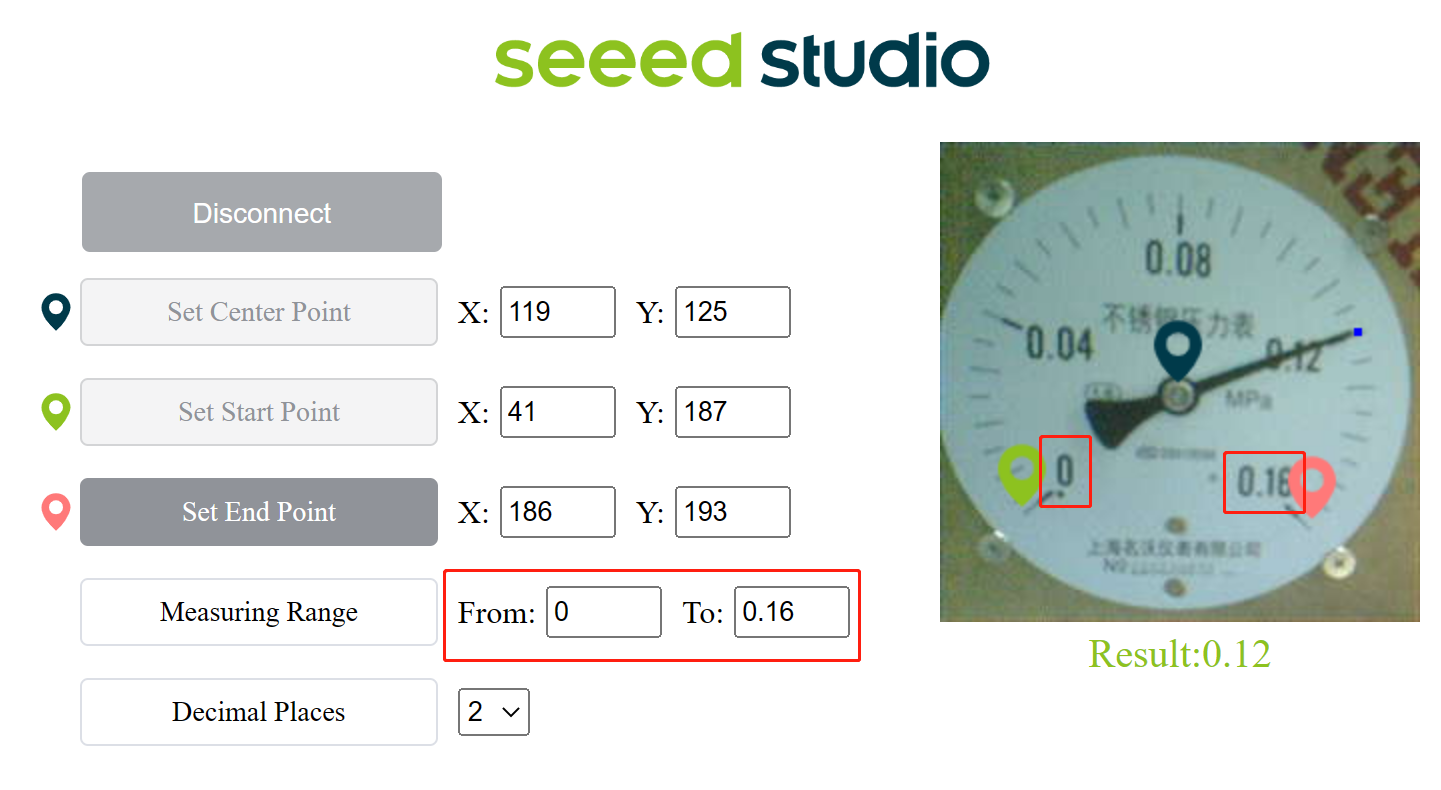 seeed studio
Disconnect
Set Center Point X: 119 Y: 125
Set Start Point X: 41 Y: 187
Set End Point X: 186 Y: 193
Measuring Range From: 0 To: 0.16
Decimal Places 2
0.08
不锈钢压力表
0.04
0.12
MPa
0
0.16
上海名沃仪表有限公司
Result:0.12